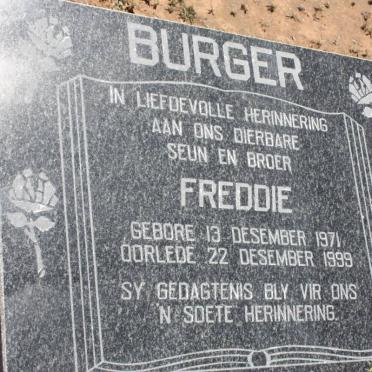 BURGER
IN LIEFDEVOLLE HERINNERING
AAN ONS DIERBARE
SEUN EN BROER
FREDDIE
GEBORE 13 DESEMBER 1971
OORLEDE 22 DESEMBER 1999
SY GEDAGTENIS BLY VIR ONS
'N SOETE HERINNERING.